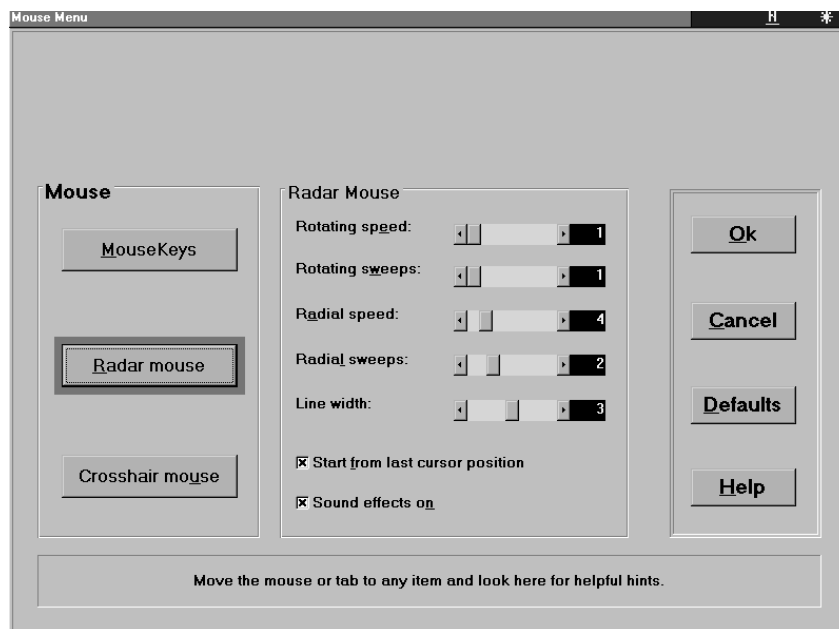 Mouse Menu
N
Mouse
MouseKeys
Radar mouse
Crosshair mouse
Radar Mouse
Rotating speed: 1
Rotating sweeps: 1
Radial speed: 4
Radial sweeps: 2
Line width: 3
Start from last cursor position
Sound effects on
Ok
Cancel
Defaults
Help
Move the mouse or tab to any item and look here for helpful hints.